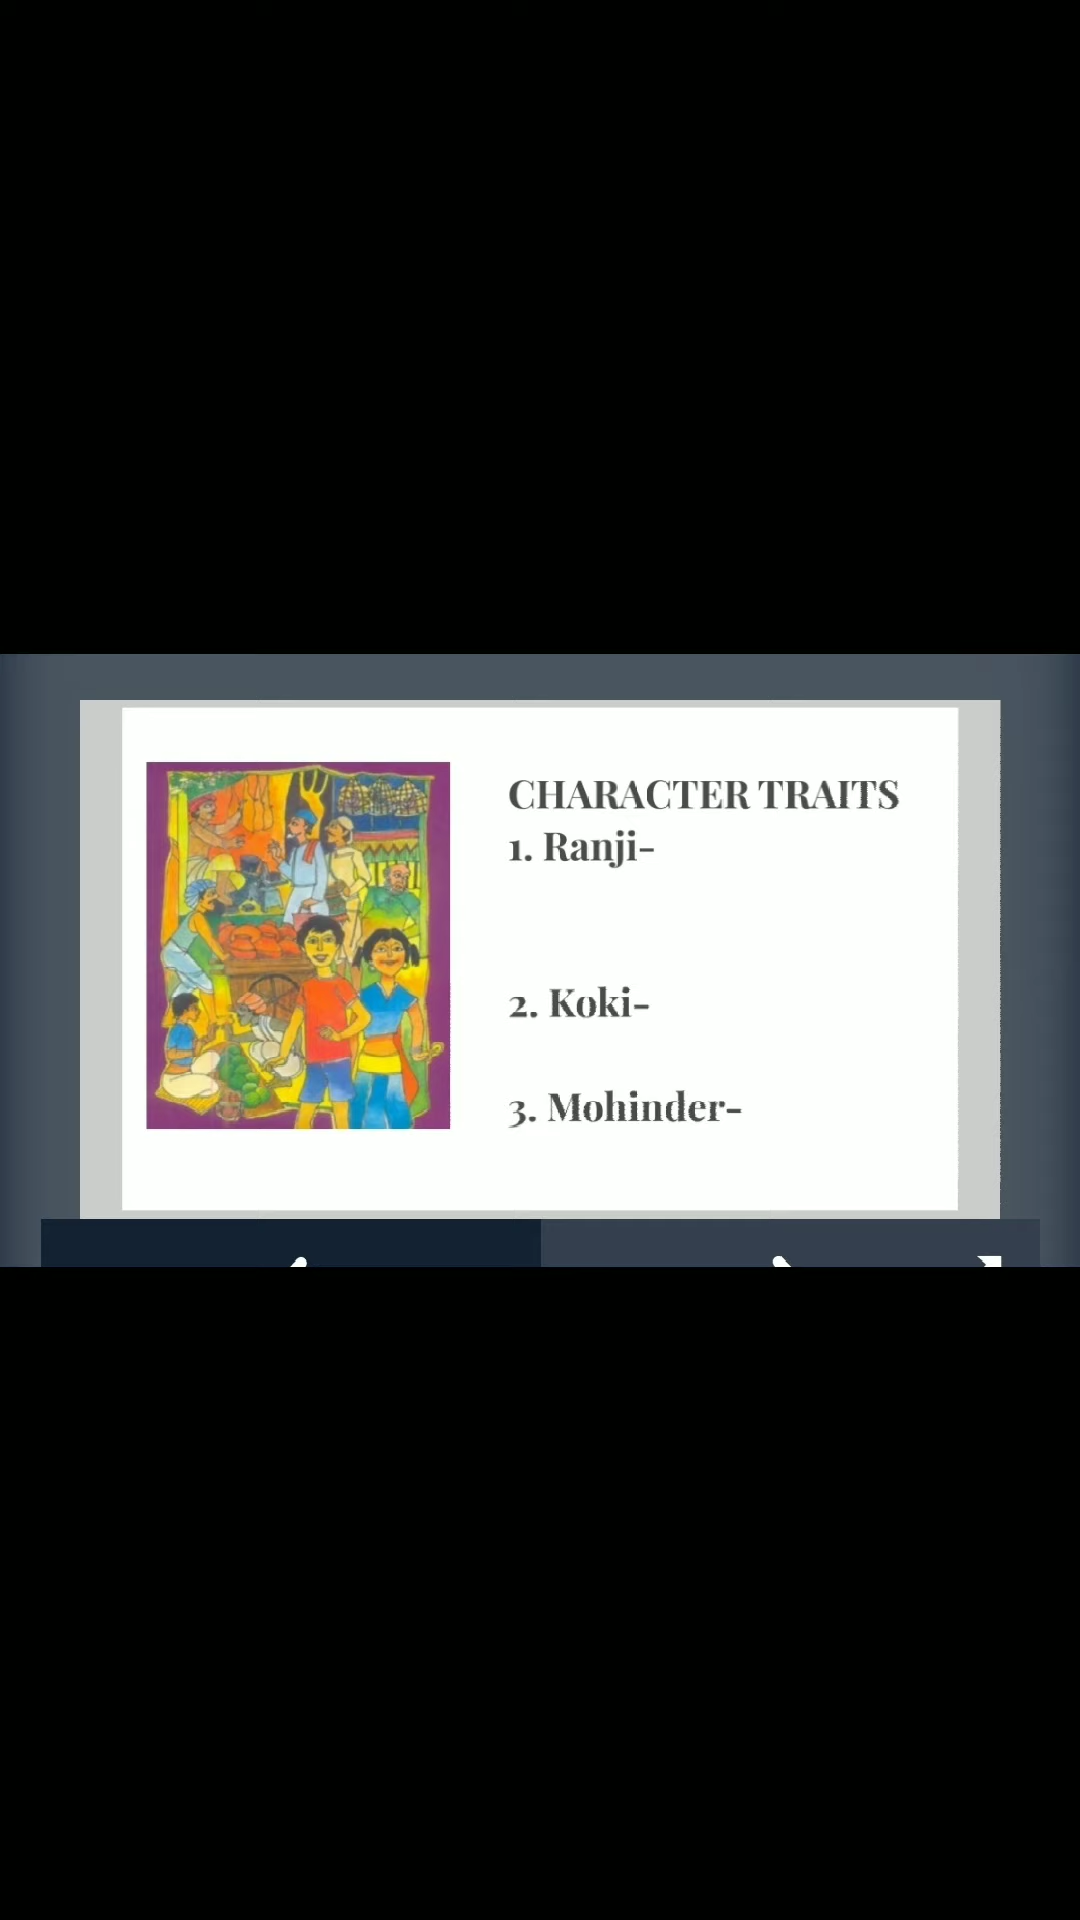 CHARACTER TRAITS
1. Ranji-
2. Koki-
3. Mohinder-